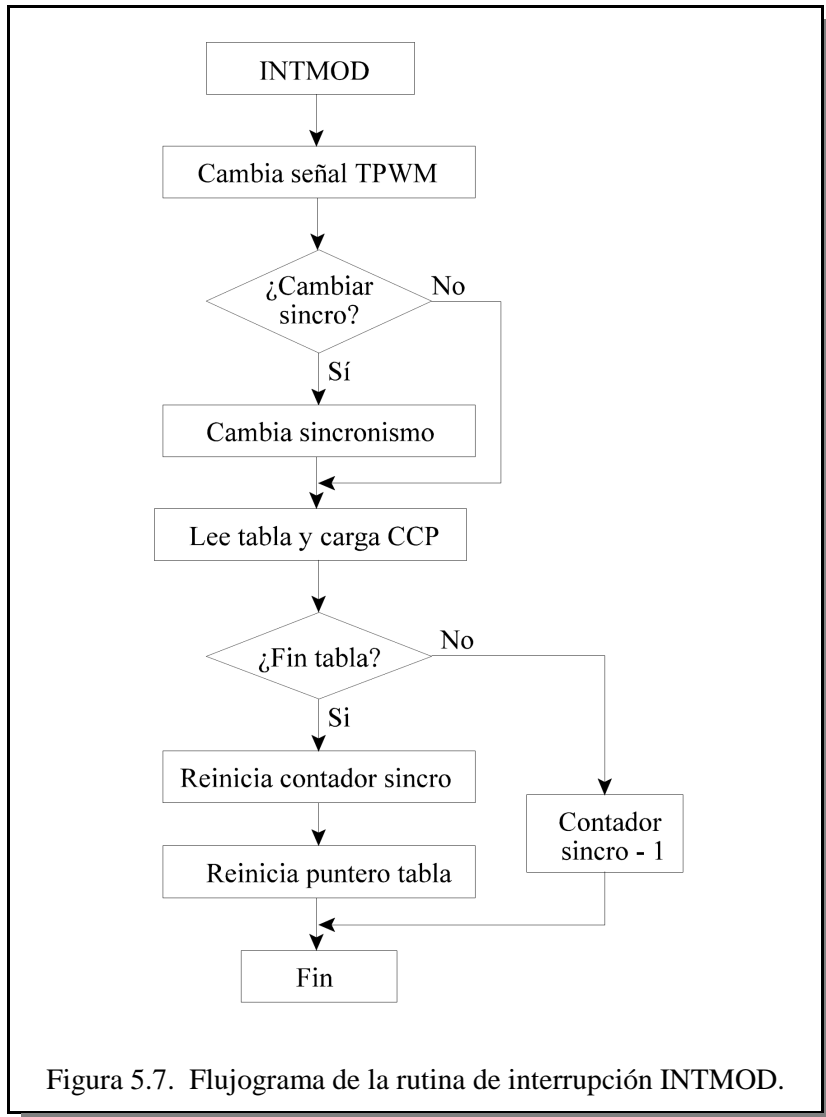 INTMOD
Cambia señal TPWM
¿Cambiar
sincro?
No
Sí
Cambia sincronismo
Lee tabla y carga CCP
¿Fin tabla?
No
Si
Reinicia contador sincro
Contador
sincro - 1
Reinicia puntero tabla
Fin
Figura 5.7. Flujograma de la rutina de interrupción INTMOD.